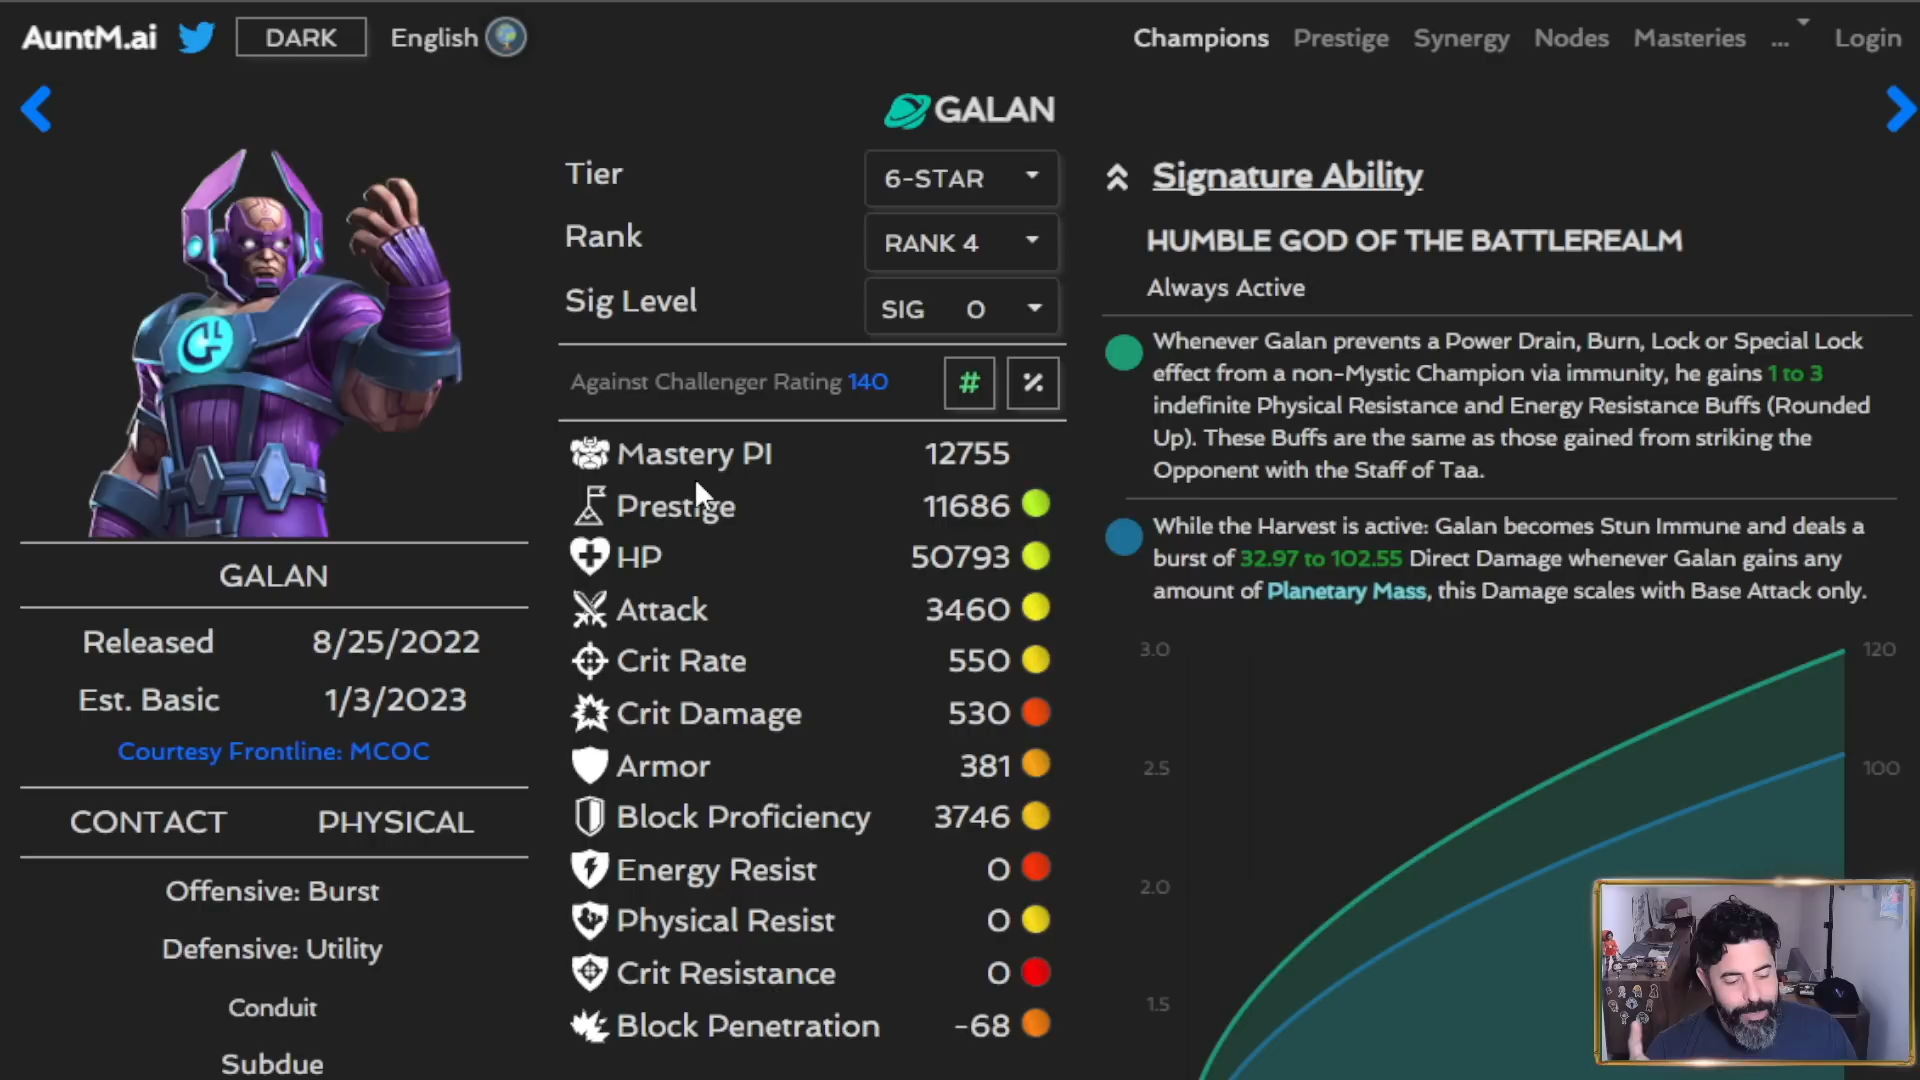 AuntM.ai
DARK
English
Champions
Prestige
Synergy
Nodes
Masteries
...
Login
GALAN
Tier
6-STAR
Rank
RANK 4
Sig Level
SIG 0
Against Challenger Rating 140
#
%
Mastery PI 12755
Prestige 11686
HP 50793
Attack 3460
Crit Rate 550
Crit Damage 530
Armor 381
Block Proficiency 3746
Energy Resist 0
Physical Resist 0
Crit Resistance 0
Block Penetration -68
GALAN
Released 8/25/2022
Est. Basic 1/3/2023
Courtesy Frontline: MCOC
CONTACT PHYSICAL
Offensive: Burst
Defensive: Utility
Conduit
Subdue
Signature Ability
HUMBLE GOD OF THE BATTLEREALM
Always Active
Whenever Galan prevents a Power Drain, Burn, Lock or Special Lock
effect from a non-Mystic Champion via immunity, he gains 1 to 3
indefinite Physical Resistance and Energy Resistance Buffs (Rounded
Up). These Buffs are the same as those gained from striking the
Opponent with the Staff of Taa.
While the Harvest is active: Galan becomes Stun Immune and deals a
burst of 32.97 to 102.55 Direct Damage whenever Galan gains any
amount of Planetary Mass, this Damage scales with Base Attack only.
3.0
120
2.5
100
2.0
1.5